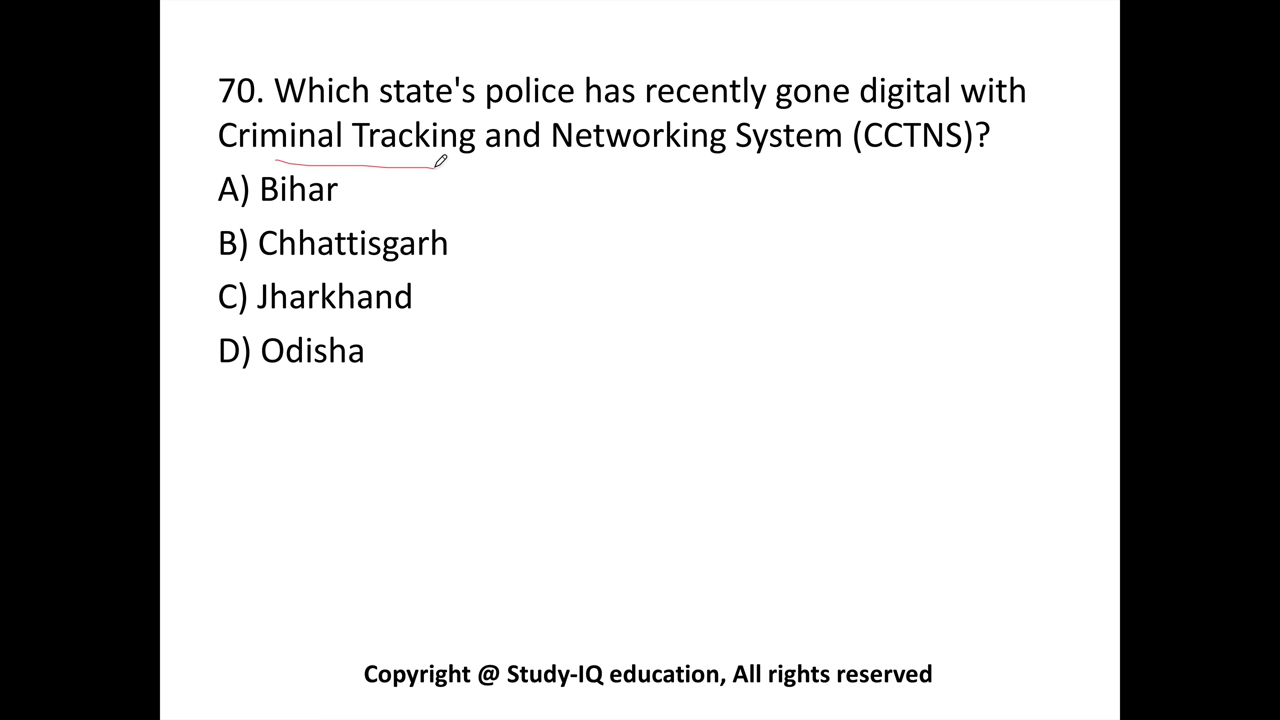 70. Which state's police has recently gone digital with
Criminal Tracking and Networking System (CCTNS)?
A) Bihar
B) Chhattisgarh
C) Jharkhand
D) Odisha
Copyright @ Study-IQ education, All rights reserved